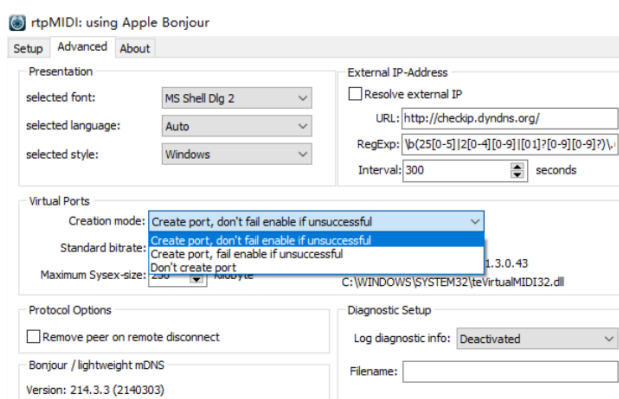 rtpMIDI: using Apple Bonjour
Setup Advanced About
Presentation
selected font: MS Shell Dlg 2
selected language: Auto
selected style: Windows
External IP-Address
Resolve external IP
URL: http://checkip.dyndns.org/
RegExp: \b(25[0-5]|2[0-4][0-9]|[01]?[0-9][0-9]?)\.
Interval: 300 seconds
Virtual Ports
Creation mode: Create port, don't fail enable if unsuccessful
Create port, don't fail enable if unsuccessful
Create port, fail enable if unsuccessful
Don't create port
Standard bitrate:
1.3.0.43
Maximum Sysex-size:
C:\WINDOWS\SYSTEM32\teVirtualMIDI32.dll
Protocol Options
Remove peer on remote disconnect
Diagnostic Setup
Log diagnostic info: Deactivated
Filename:
Bonjour / lightweight mDNS
Version: 214.3.3 (2140303)